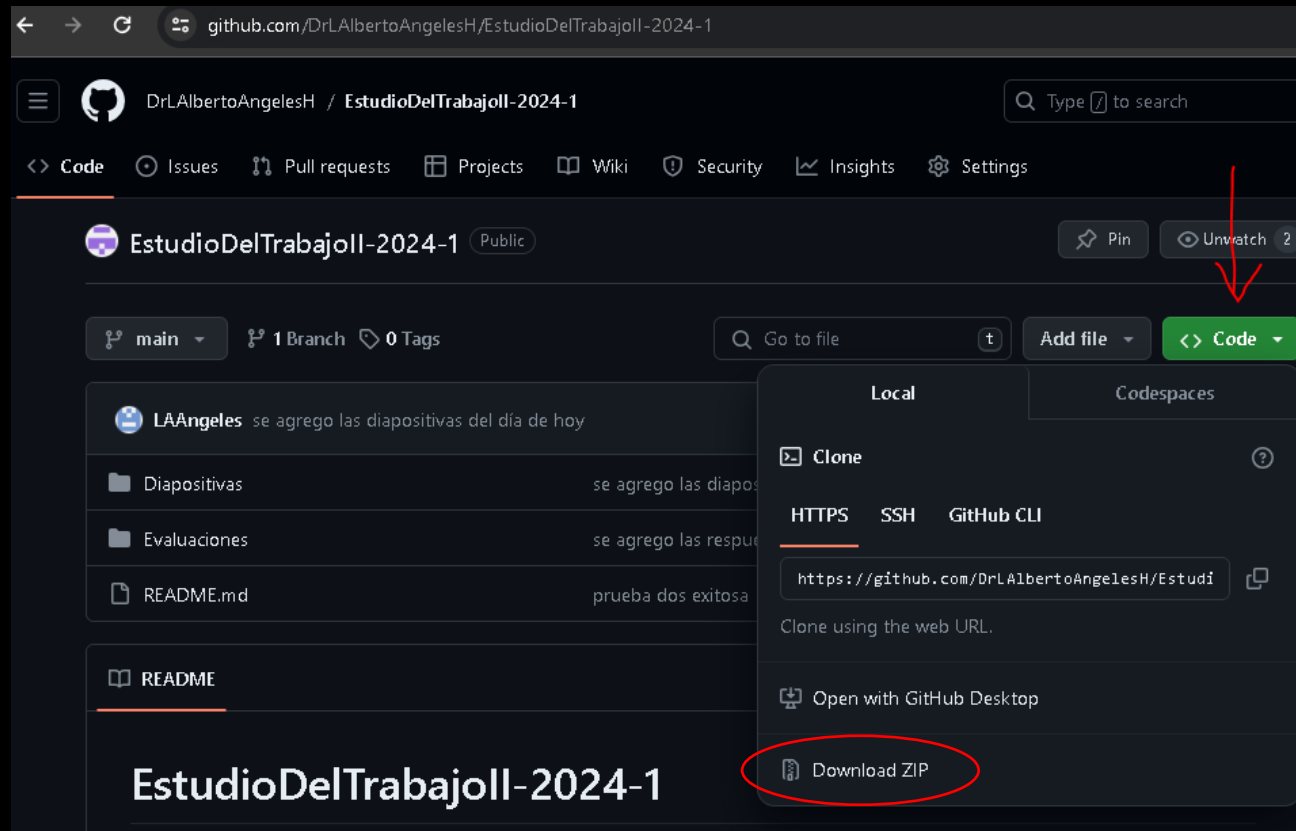 github.com/DrLAlbertoAngelesH/EstudioDelTrabajoII-2024-1
DrLAlbertoAngelesH / EstudioDelTrabajoII-2024-1
Type / to search
Code Issues Pull requests Projects Wiki Security Insights Settings
EstudioDelTrabajoII-2024-1 Public
Pin Unwatch 2
main 1 Branch 0 Tags
Go to file t Add file Code
Local Codespaces
LAAngeles se agrego las diapositivas del día de hoy
Clone
Diapositivas se agrego las diapos
HTTPS SSH GitHub CLI
Evaluaciones se agrego las respue
https://github.com/DrLAlbertoAngelesH/Estudi
README.md prueba dos exitosa
Clone using the web URL.
README
Open with GitHub Desktop
Download ZIP
EstudioDelTrabajoII-2024-1